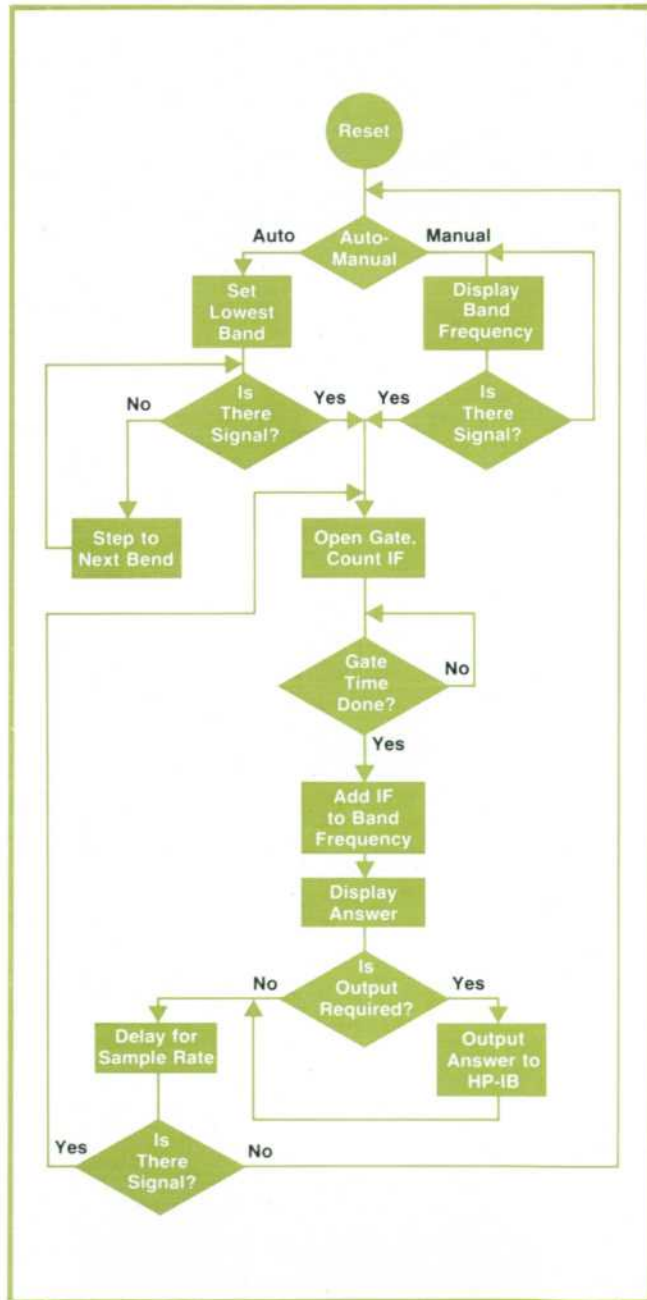 Reset
Auto
Auto-
Manual
Manual
Set
Lowest
Band
Display
Band
Frequency
No
Is
There
Signal?
Yes
Yes
Is
There
Signal?
Step to
Next Bend
Open Gate,
Count IF
Gate
Time
Done?
No
Yes
Add IF
to Band
Frequency
Display
Answer
No
Is
Output
Required?
Yes
Delay for
Sample Rate
Output
Answer to
HP-IB
Yes
Is
There
Signal?
No